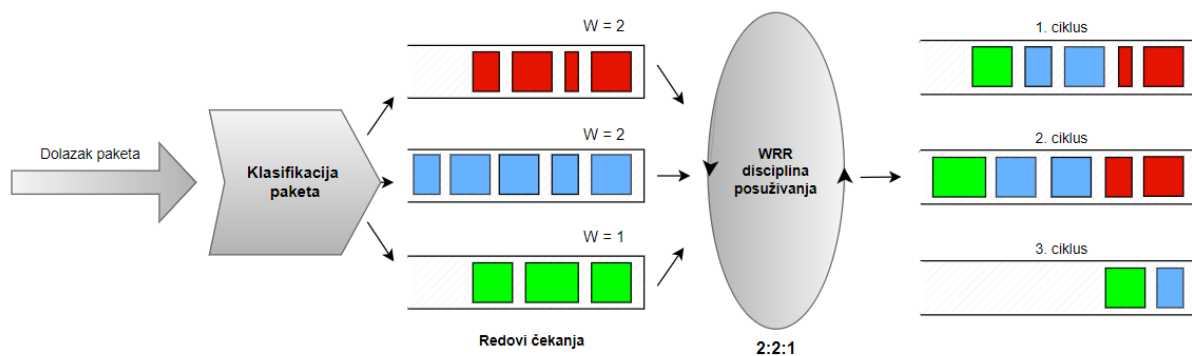 Dolazak paketa
Klasifikacija
paketa
W = 2
W = 2
W = 1
Redovi čekanja
WRR
disciplina
posuživanja
2:2:1
1. ciklus
2. ciklus
3. ciklus